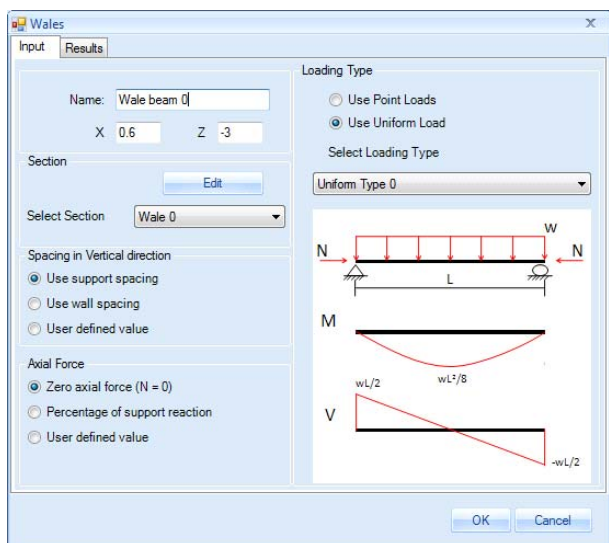 Wales
Input Results
Name: Wale beam 0
X 0.6 Z -3
Section
Edit
Select Section Wale 0
Spacing in Vertical direction
Use support spacing
Use wall spacing
User defined value
Axial Force
Zero axial force (N = 0)
Percentage of support reaction
User defined value
Loading Type
Use Point Loads
Use Uniform Load
Select Loading Type
Uniform Type 0
w
N N
L
M
wL²/8
wL/2
V
-wL/2
OK Cancel